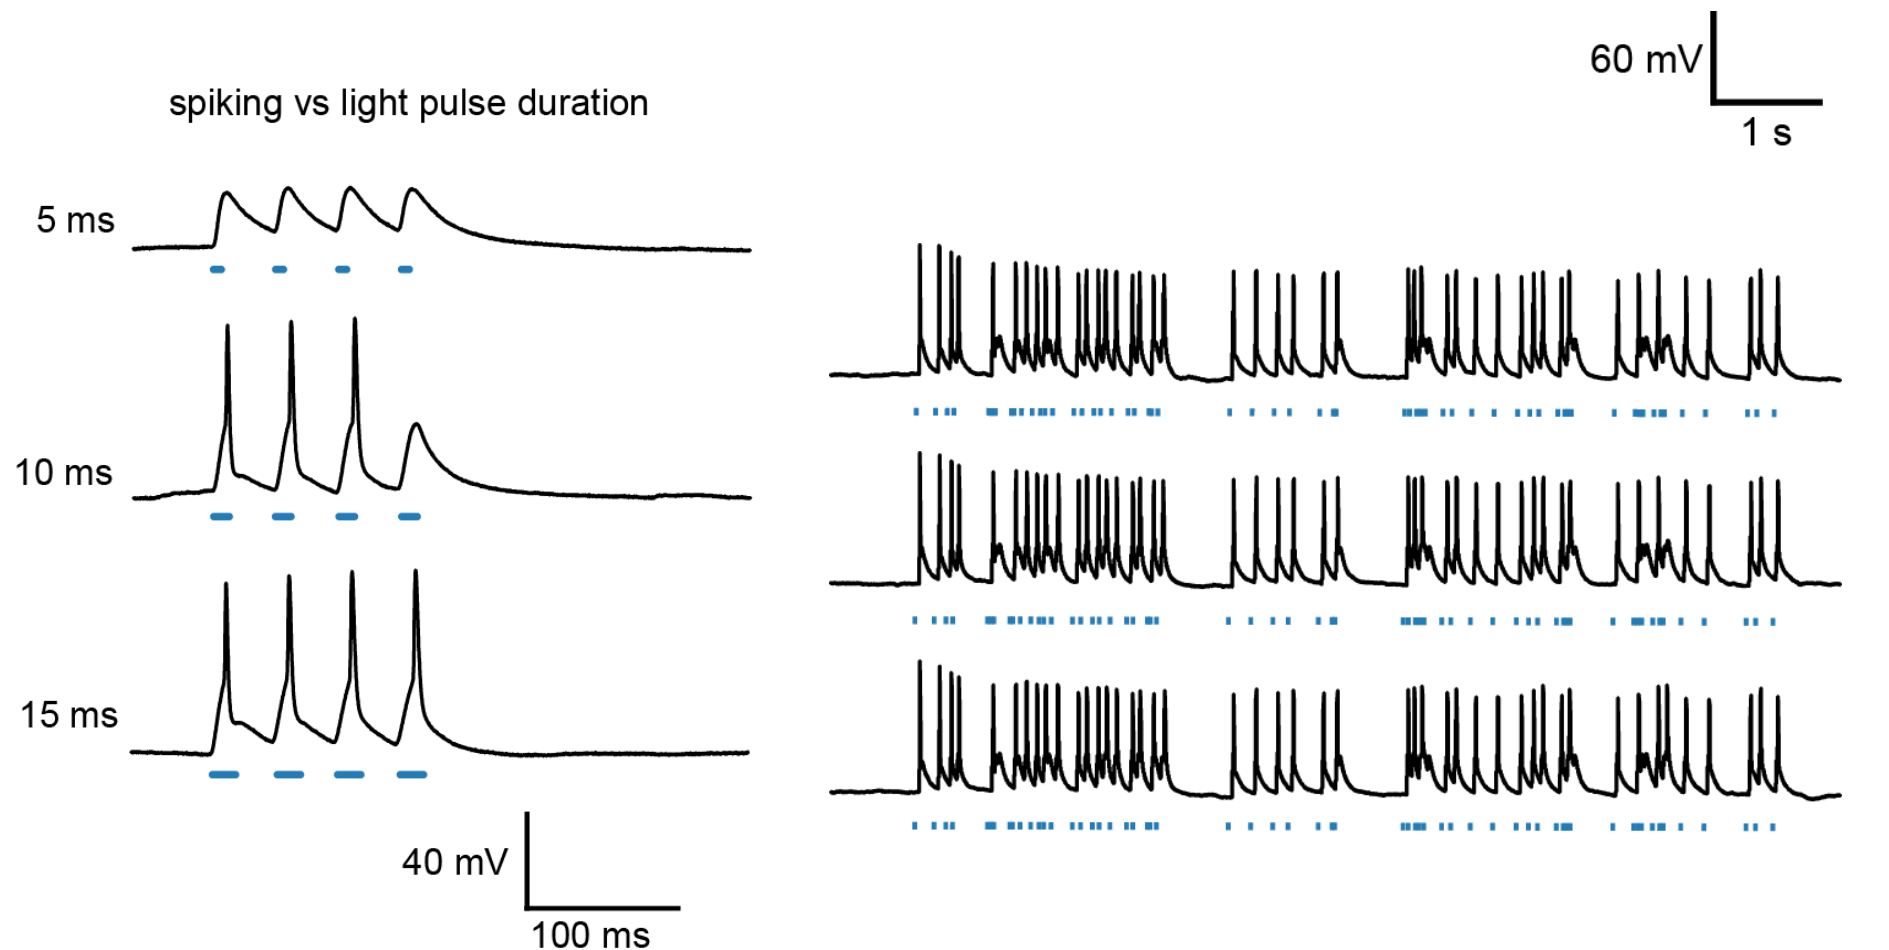 spiking vs light pulse duration
5 ms
10 ms
15 ms
40 mV
100 ms
60 mV
1 s